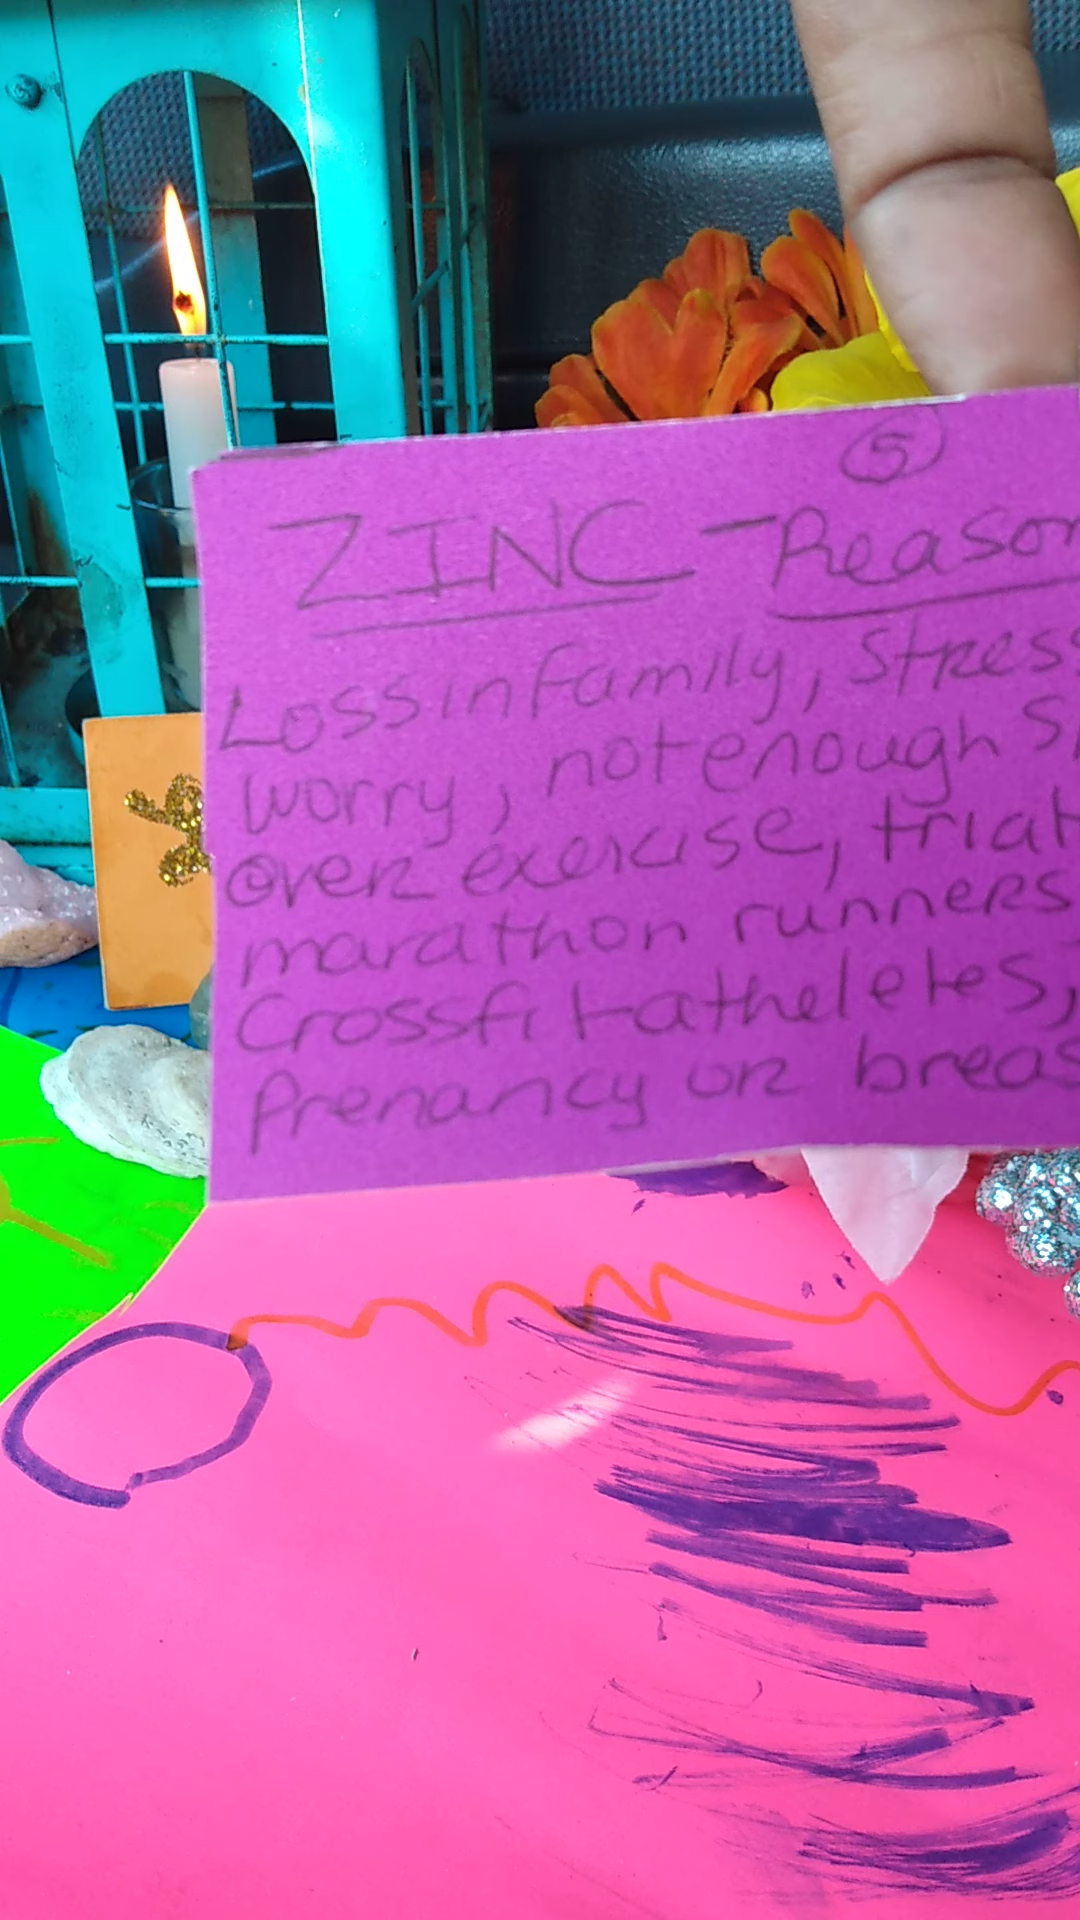 5
ZINC - Reason
Loss in family, Stress
worry, not enough S
over exercise, triat
marathon runners
Crossfit atheletes,
Prenancy or breas